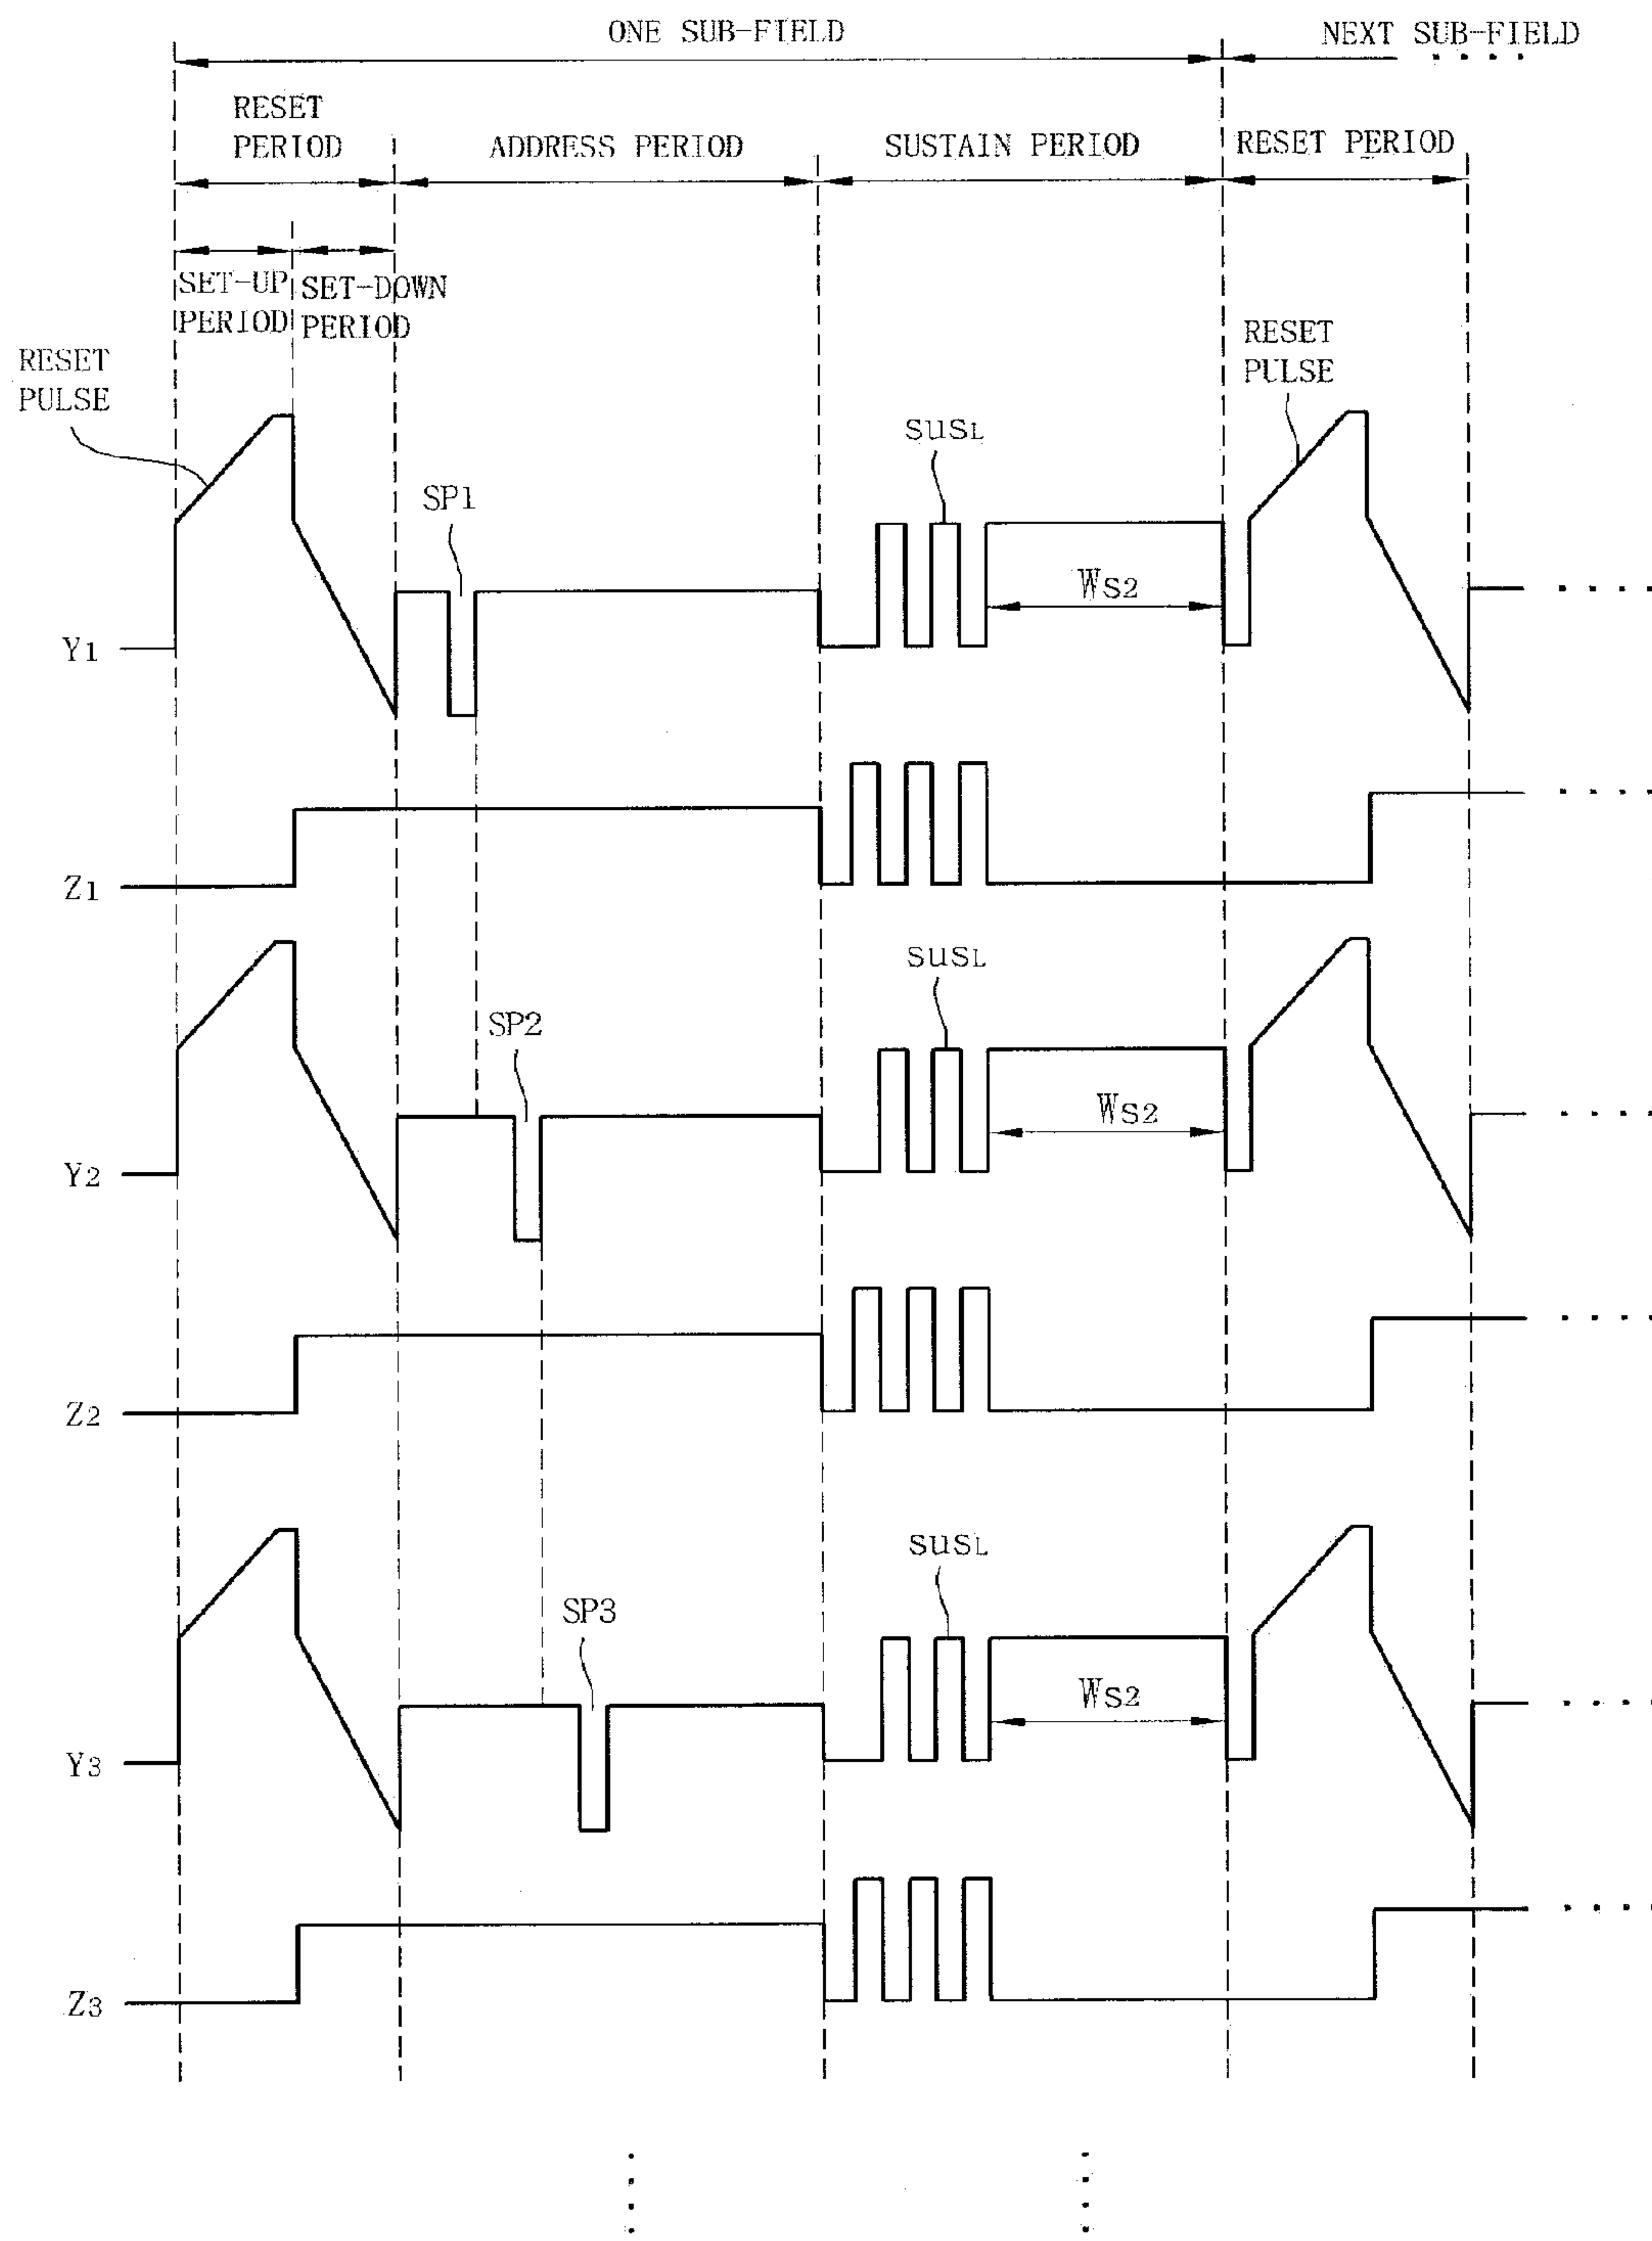 ONE SUB-FIELD
NEXT SUB-FIELD
RESET
PERIOD
ADDRESS PERIOD
SUSTAIN PERIOD
RESET PERIOD
SET-UP
PERIOD
SET-DOWN
PERIOD
RESET
PULSE
RESET
PULSE
SP1
SUSL
WS2
Y1
Z1
SUSL
SP2
WS2
Y2
Z2
SUSL
SP3
WS2
Y3
Z3